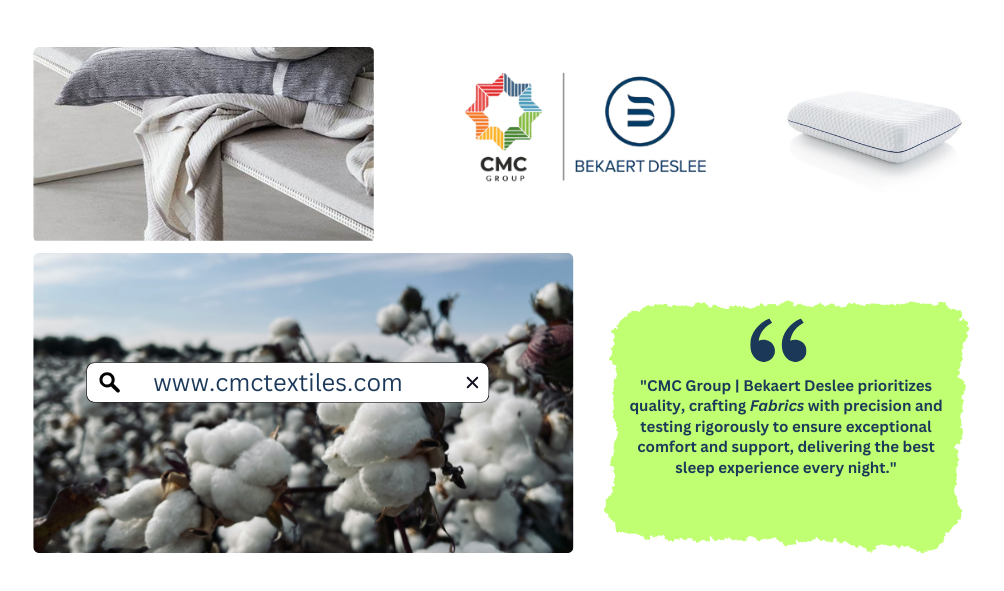 CMC
GROUP
BEKAERT DESLEE
www.cmctextiles.com
"CMC Group | Bekaert Deslee prioritizes
quality, crafting Fabrics with precision and
testing rigorously to ensure exceptional
comfort and support, delivering the best
sleep experience every night."